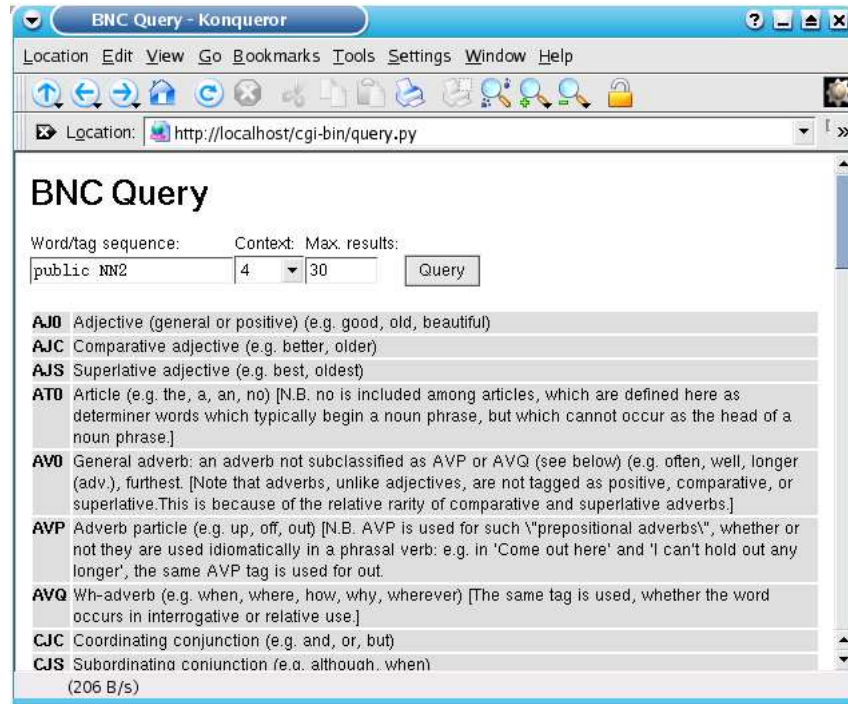 BNC Query - Konqueror
Location Edit View Go Bookmarks Tools Settings Window Help
Location: http://localhost/cgi-bin/query.py
BNC Query
Word/tag sequence: Context: Max. results:
public NN2 4 30 Query
AJ0 Adjective (general or positive) (e.g. good, old, beautiful)
AJC Comparative adjective (e.g. better, older)
AJS Superlative adjective (e.g. best, oldest)
AT0 Article (e.g. the, a, an, no) [N.B. no is included among articles, which are defined here as
determiner words which typically begin a noun phrase, but which cannot occur as the head of a
noun phrase.]
AV0 General adverb: an adverb not subclassified as AVP or AVQ (see below) (e.g. often, well, longer
(adv.), furthest. [Note that adverbs, unlike adjectives, are not tagged as positive, comparative, or
superlative.This is because of the relative rarity of comparative and superlative adverbs.]
AVP Adverb particle (e.g. up, off, out) [N.B. AVP is used for such \"prepositional adverbs\", whether or
not they are used idiomatically in a phrasal verb: e.g. in 'Come out here' and 'I can't hold out any
longer', the same AVP tag is used for out.
AVQ Wh-adverb (e.g. when, where, how, why, wherever) [The same tag is used, whether the word
occurs in interrogative or relative use.]
CJC Coordinating conjunction (e.g. and, or, but)
CJS Subordinating conjunction (e.g. although, when)
(206 B/s)